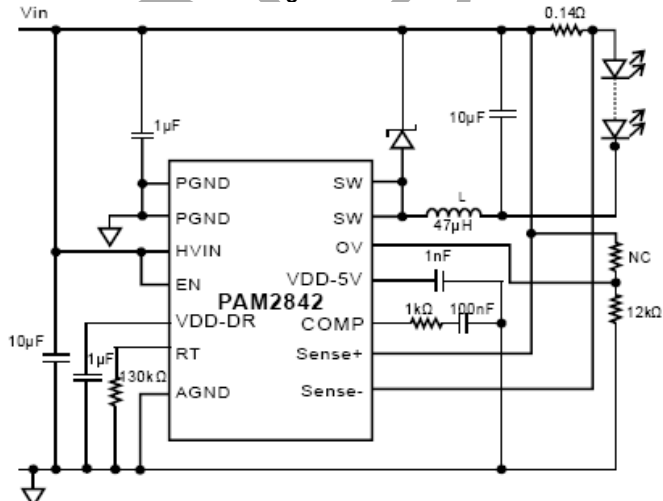 Vin
0.14Ω
1µF
10µF
PGND
SW
PGND
SW
L
47µH
HVIN
OV
1nF
NC
EN
VDD-5V
PAM2842
VDD-DR
COMP
1kΩ
100nF
12kΩ
10µF
1µF
RT
Sense+
130kΩ
AGND
Sense-